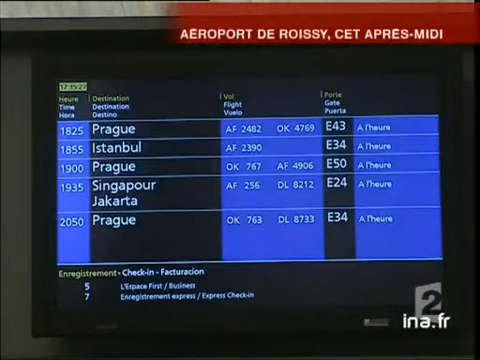 AÉROPORT DE ROISSY, CET APRÈS-MIDI
17:35:27
Heure Destination Vol Porte
Time Destination Flight Gate
Hora Destino Vuelo Puerta
1825 Prague AF 2482 OK 4769 E43 A l'heure
1855 Istanbul AF 2390 E34 A l'heure
1900 Prague OK 767 AF 4906 E50 A l'heure
1935 Singapour AF 256 DL 8212 E24 A l'heure
Jakarta
2050 Prague OK 763 DL 8733 E34 A l'heure
Enregistrement - Check-in - Facturacion
5 L'Espace First / Business
7 Enregistrement express / Express Check-in
2
ina.fr